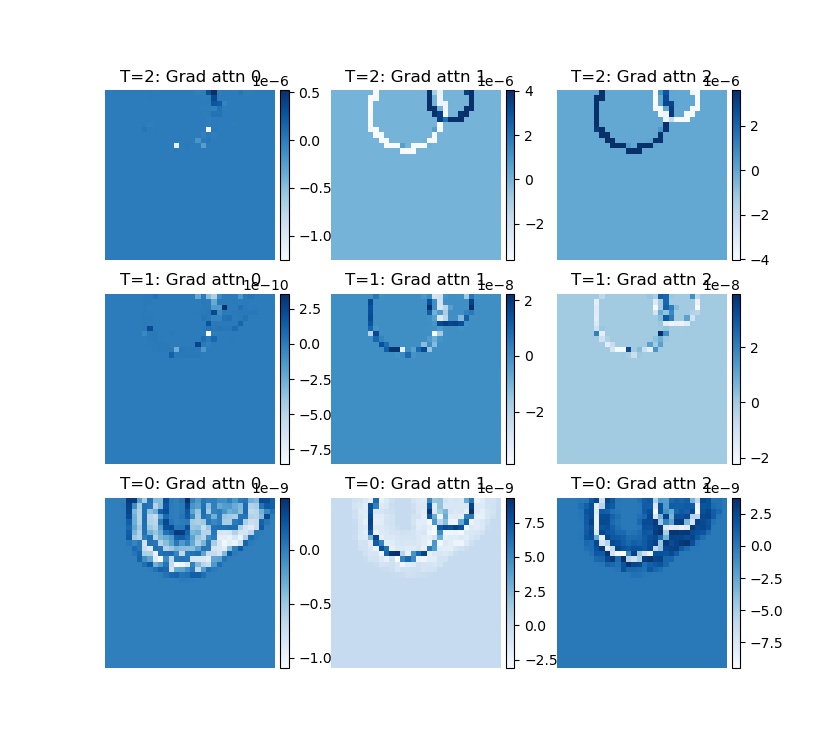 T=2: Grad attn 0
1e−6
0.5
0.0
−0.5
−1.0
T=2: Grad attn 1
1e−6
4
2
0
−2
T=2: Grad attn 2
1e−6
2
0
−2
−4
T=1: Grad attn 0
1e−10
2.5
0.0
−2.5
−5.0
−7.5
T=1: Grad attn 1
1e−8
2
0
−2
T=1: Grad attn 2
1e−8
2
0
−2
T=0: Grad attn 0
1e−9
0.0
−0.5
−1.0
T=0: Grad attn 1
1e−9
7.5
5.0
2.5
0.0
−2.5
T=0: Grad attn 2
1e−9
2.5
0.0
−2.5
−5.0
−7.5